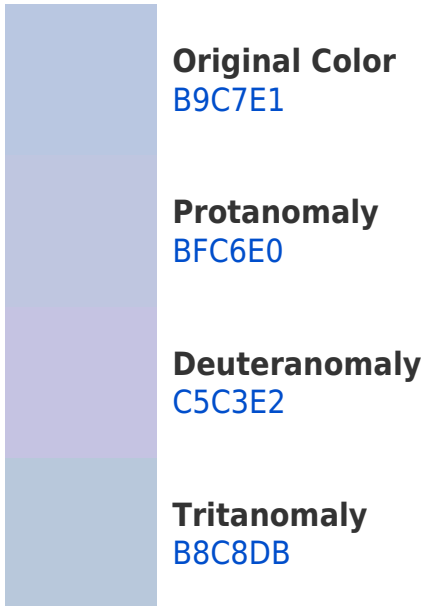 Original Color
B9C7E1
Protanomaly
BFC6E0
Deuteranomaly
C5C3E2
Tritanomaly
B8C8DB